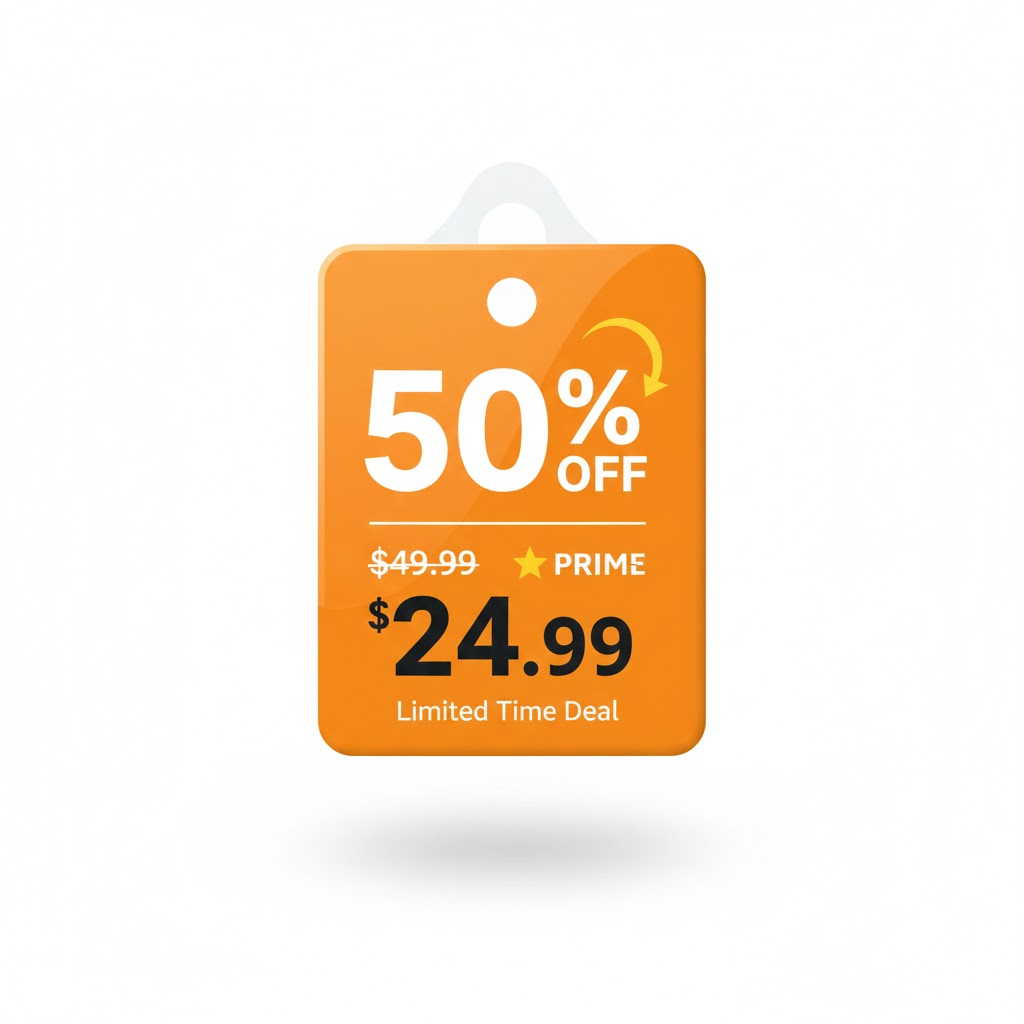 50%
OFF
$49.99 PRIME
$24.99
Limited Time Deal